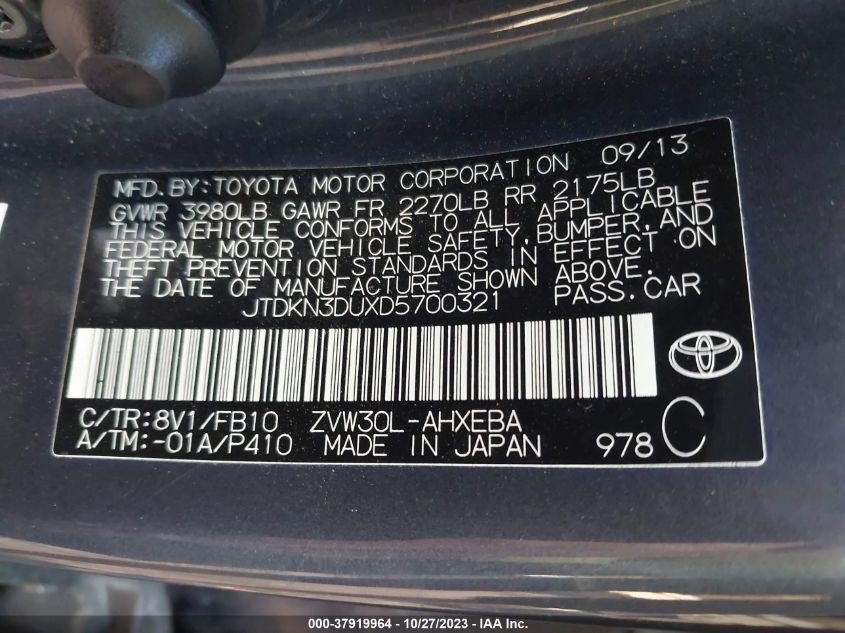 MFD. BY: TOYOTA MOTOR CORPORATION 09/13
GVWR 3980LB GAWR FR 2270LB RR 2175LB
THIS VEHICLE CONFORMS TO ALL APPLICABLE
FEDERAL MOTOR VEHICLE SAFETY, BUMPER, AND
THEFT PREVENTION STANDARDS IN EFFECT ON
THE DATE OF MANUFACTURE SHOWN ABOVE.
JTDKN3DUXD5700321 PASS. CAR
C/TR: 8V1/FB10 ZVW30L-AHXEBA
A/TM: -01A/P410 MADE IN JAPAN 978 C
000-37919964 - 10/27/2023 - IAA Inc.